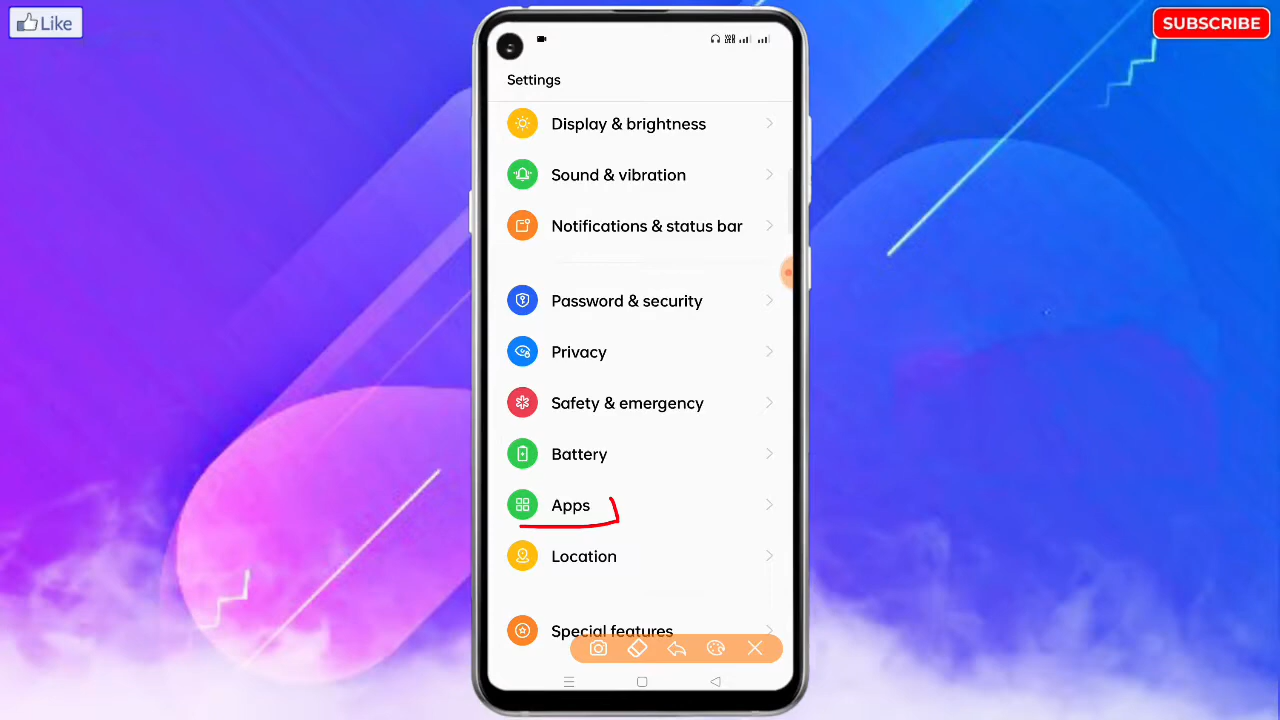 Like
SUBSCRIBE
Settings
Display & brightness
Sound & vibration
Notifications & status bar
Password & security
Privacy
Safety & emergency
Battery
Apps
Location
Special features